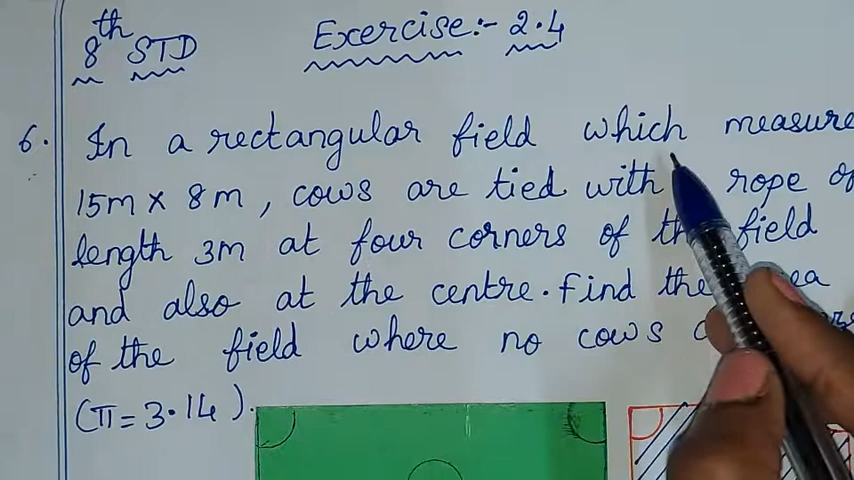 8th STD Exercise:- 2.4
6. In a rectangular field which measure
15m × 8m, cows are tied with rope of
length 3m at four corners of the field
and also at the centre. Find the
of the field where no cows
(π = 3.14).